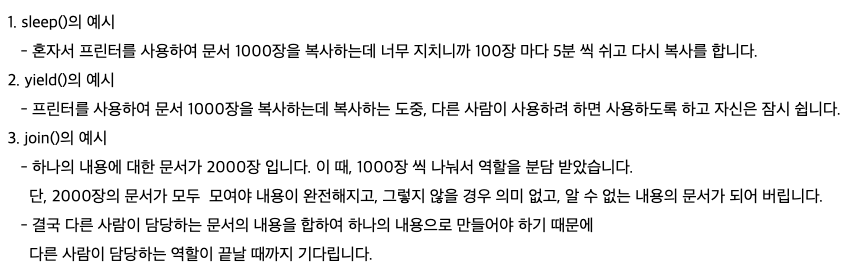 1. sleep()의 예시
- 혼자서 프린터를 사용하여 문서 1000장을 복사하는데 너무 지치니까 100장 마다 5분 씩 쉬고 다시 복사를 합니다.
2. yield()의 예시
- 프린터를 사용하여 문서 1000장을 복사하는데 복사하는 도중, 다른 사람이 사용하려 하면 사용하도록 하고 자신은 잠시 쉽니다.
3. join()의 예시
- 하나의 내용에 대한 문서가 2000장 입니다. 이 때, 1000장 씩 나눠서 역할을 분담 받았습니다.
단, 2000장의 문서가 모두 모여야 내용이 완전해지고, 그렇지 않을 경우 의미 없고, 알 수 없는 내용의 문서가 되어 버립니다.
- 결국 다른 사람이 담당하는 문서의 내용을 합하여 하나의 내용으로 만들어야 하기 때문에
다른 사람이 담당하는 역할이 끝날 때까지 기다립니다.